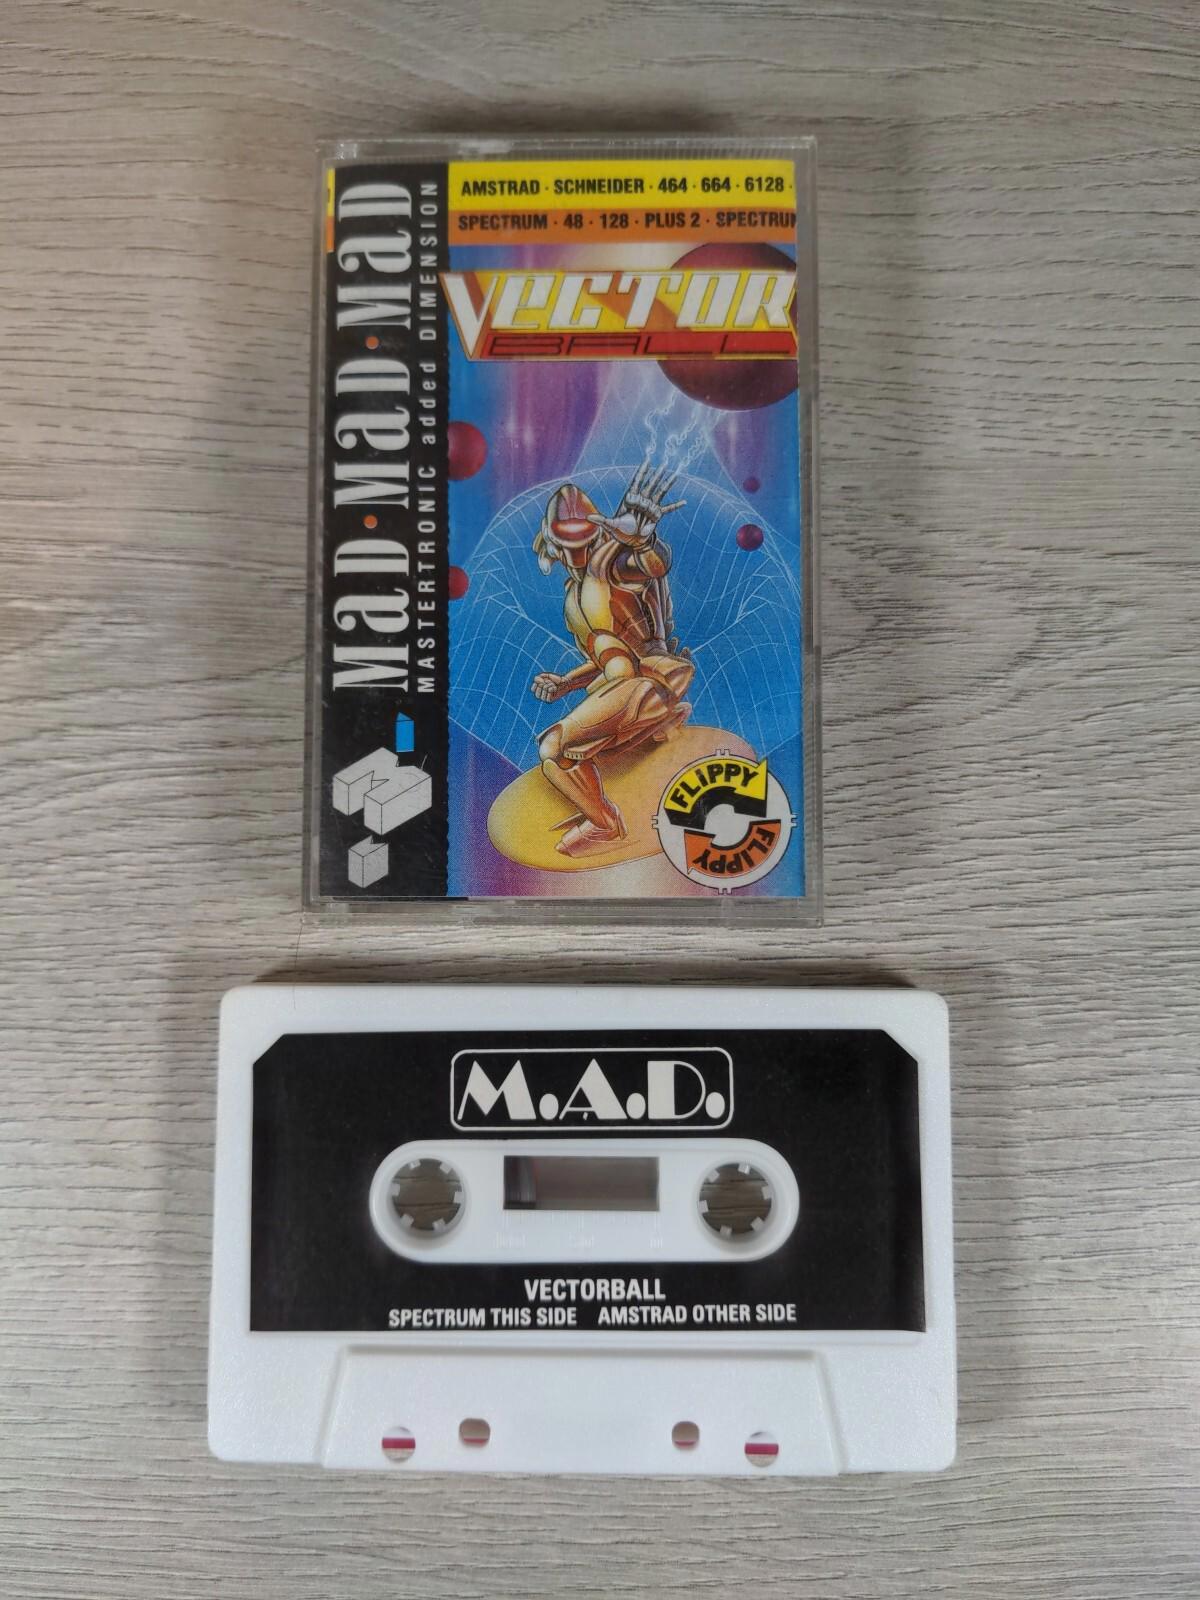 AMSTRAD · SCHNEIDER · 464 · 664 · 6128 ·
SPECTRUM · 48 · 128 · PLUS 2 · SPECTRUM
MAD · MAD · MAD
MASTERTRONIC added DIMENSION
VECTOR
BALL
FLIPPY
FLIPPY
M.A.D.
VECTORBALL
SPECTRUM THIS SIDE AMSTRAD OTHER SIDE